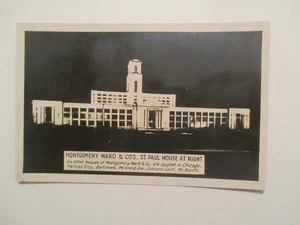 MONTGOMERY WARD & CO'S, ST. PAUL HOUSE AT NIGHT
Six other houses of Montgomery Ward & Co. are located in Chicago,
Kansas City, Baltimore, Portland, Ore., Oakland, Calif., Ft. Worth.